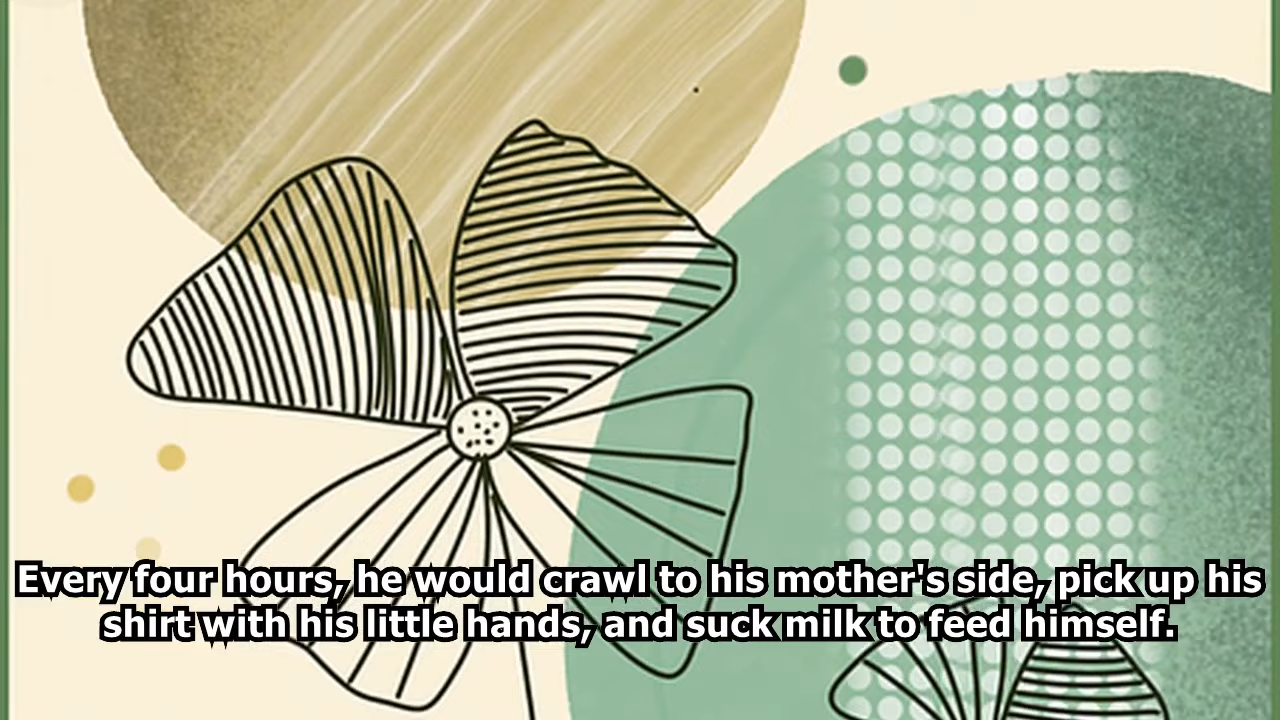 Every four hours, he would crawl to his mother's side, pick up his
shirt with his little hands, and suck milk to feed himself.